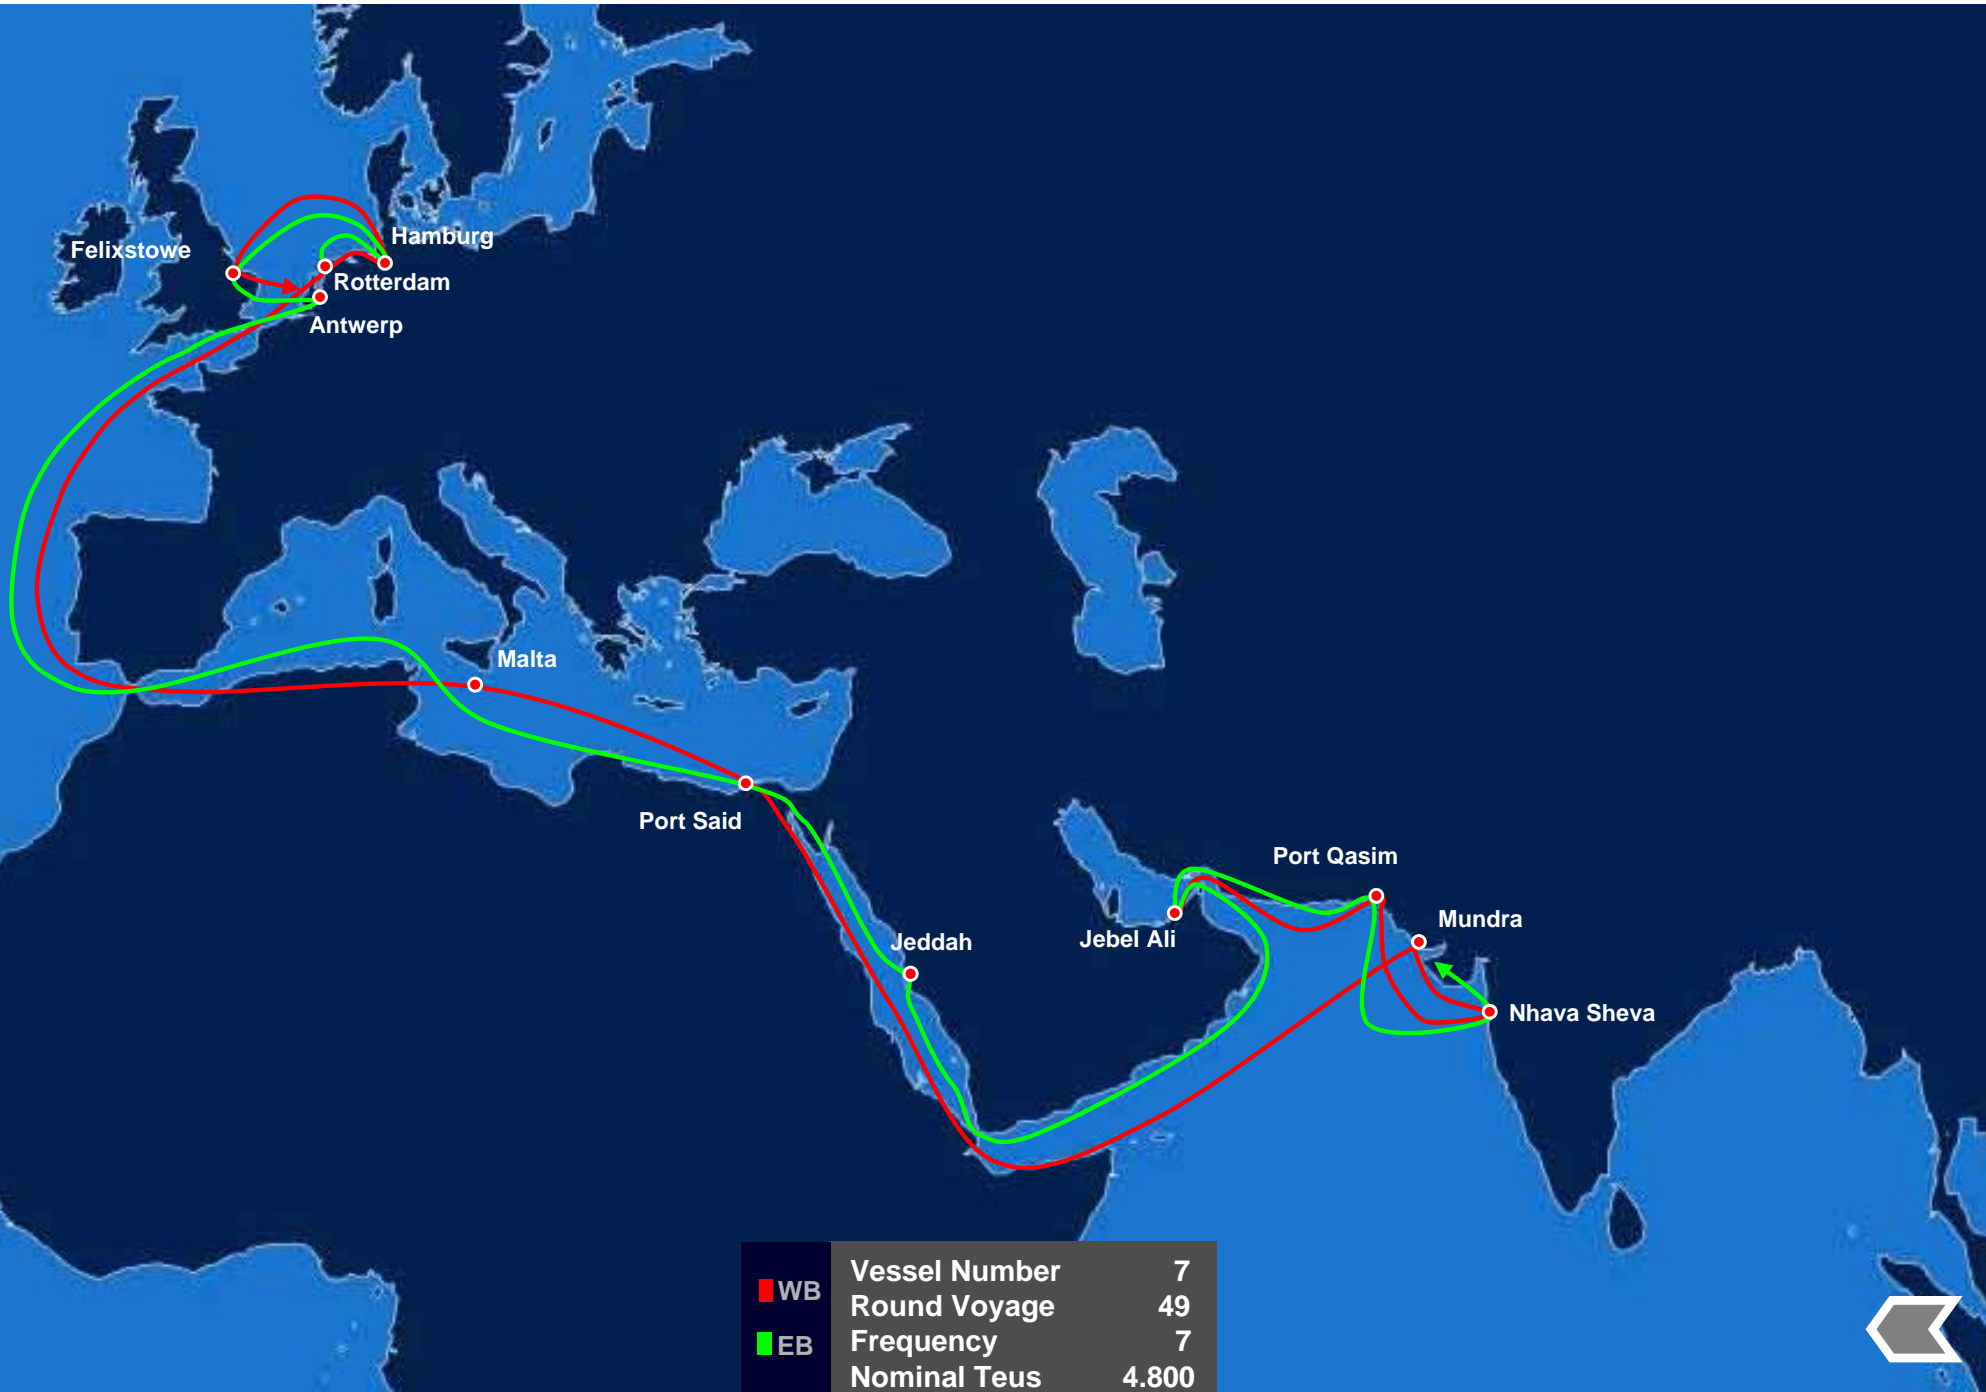 Hamburg
Felixstowe
Rotterdam
Antwerp
Malta
Port Said
Port Qasim
Mundra
Jebel Ali
Jeddah
Nhava Sheva
WB
EB
Vessel Number 7
Round Voyage 49
Frequency 7
Nominal Teus 4.800